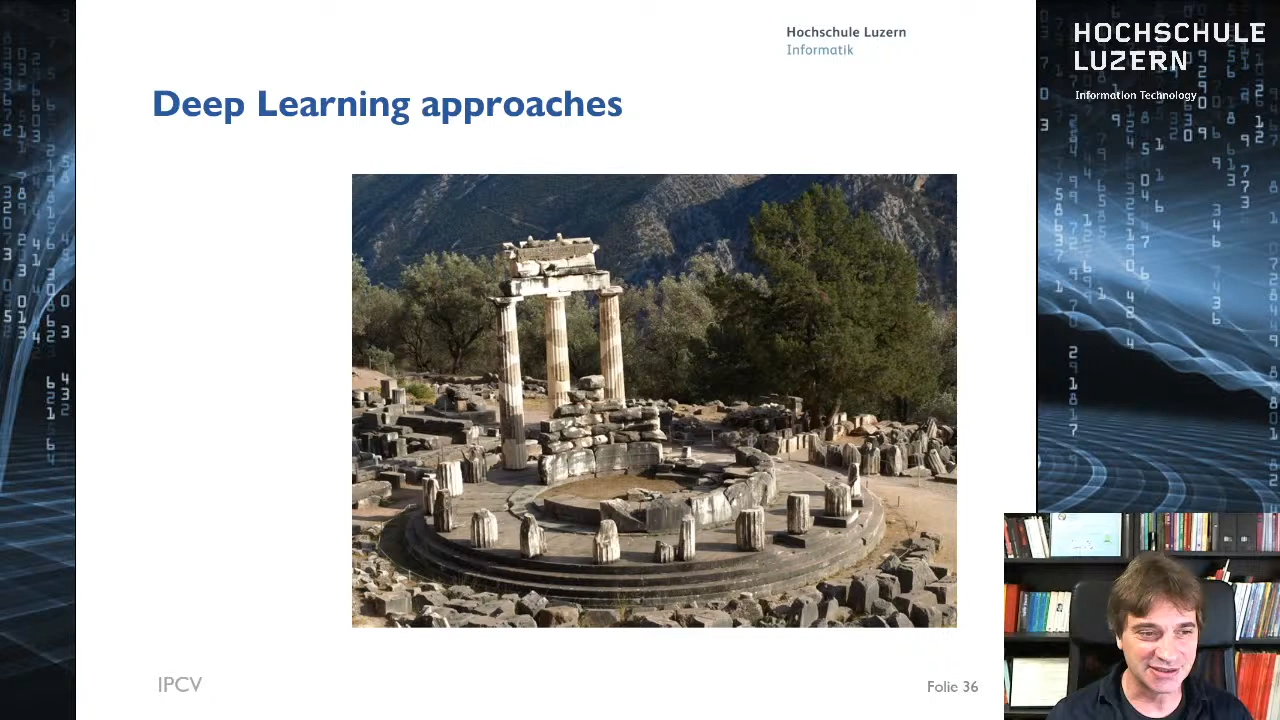 Hochschule Luzern
Informatik
HOCHSCHULE
LUZERN
Information Technology
Deep Learning approaches
IPCV
Folie 36